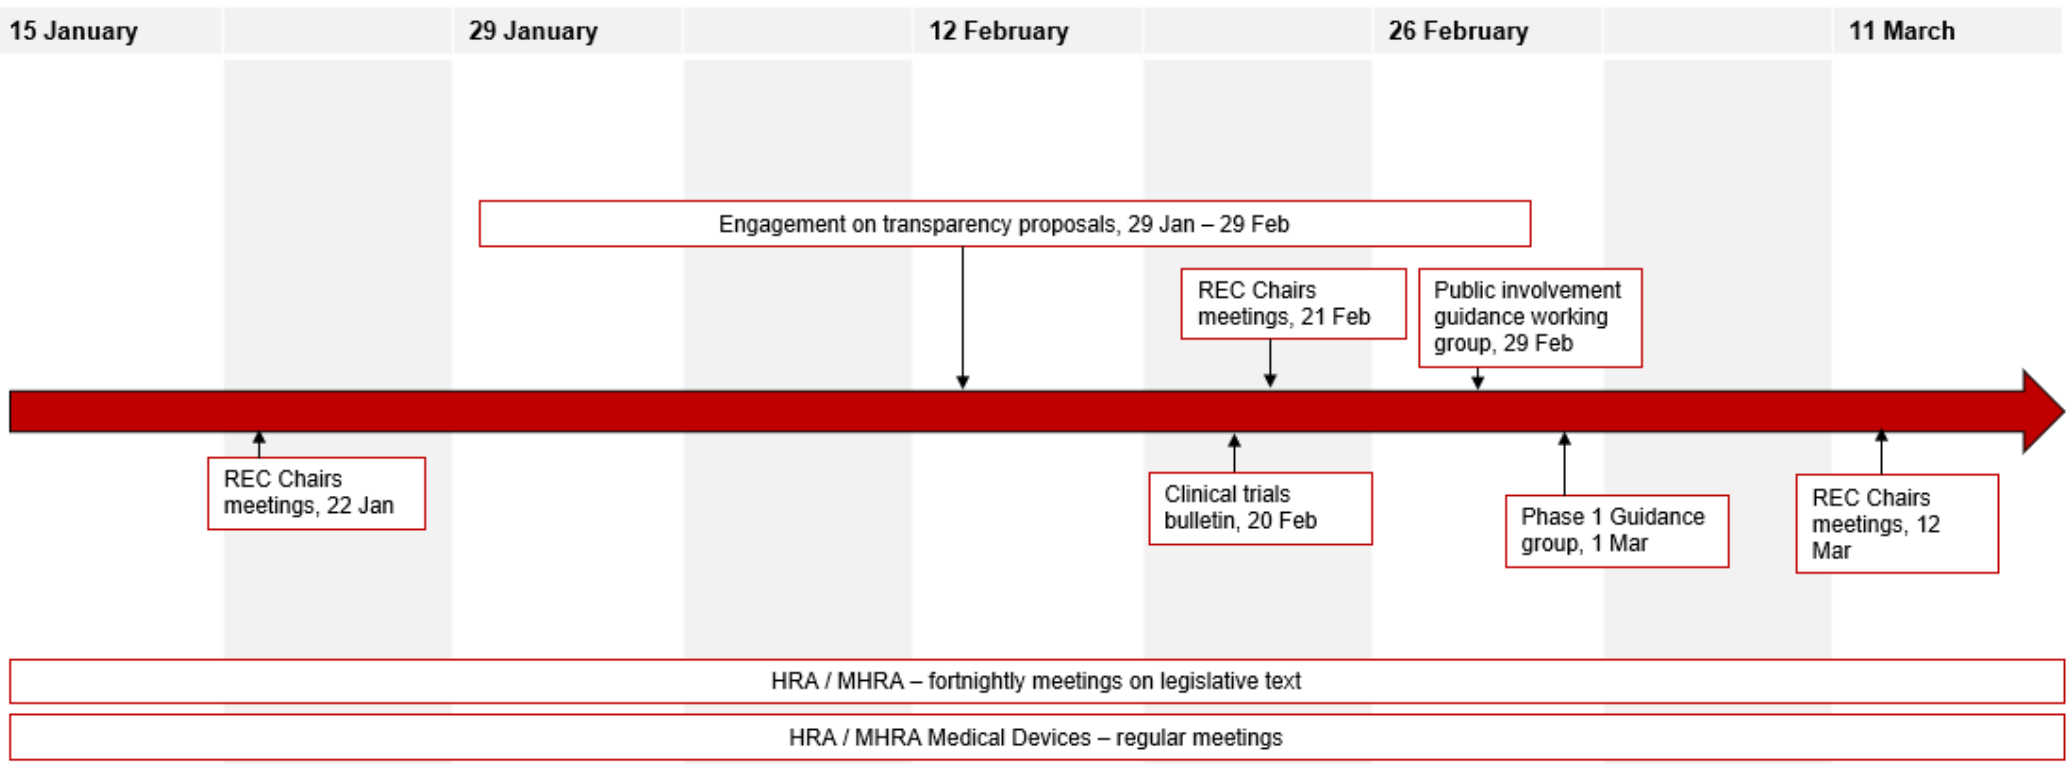 15 January
29 January
12 February
26 February
11 March
Engagement on transparency proposals, 29 Jan – 29 Feb
REC Chairs
meetings, 21 Feb
Public involvement
guidance working
group, 29 Feb
REC Chairs
meetings, 22 Jan
Clinical trials
bulletin, 20 Feb
Phase 1 Guidance
group, 1 Mar
REC Chairs
meetings, 12
Mar
HRA / MHRA – fortnightly meetings on legislative text
HRA / MHRA Medical Devices – regular meetings